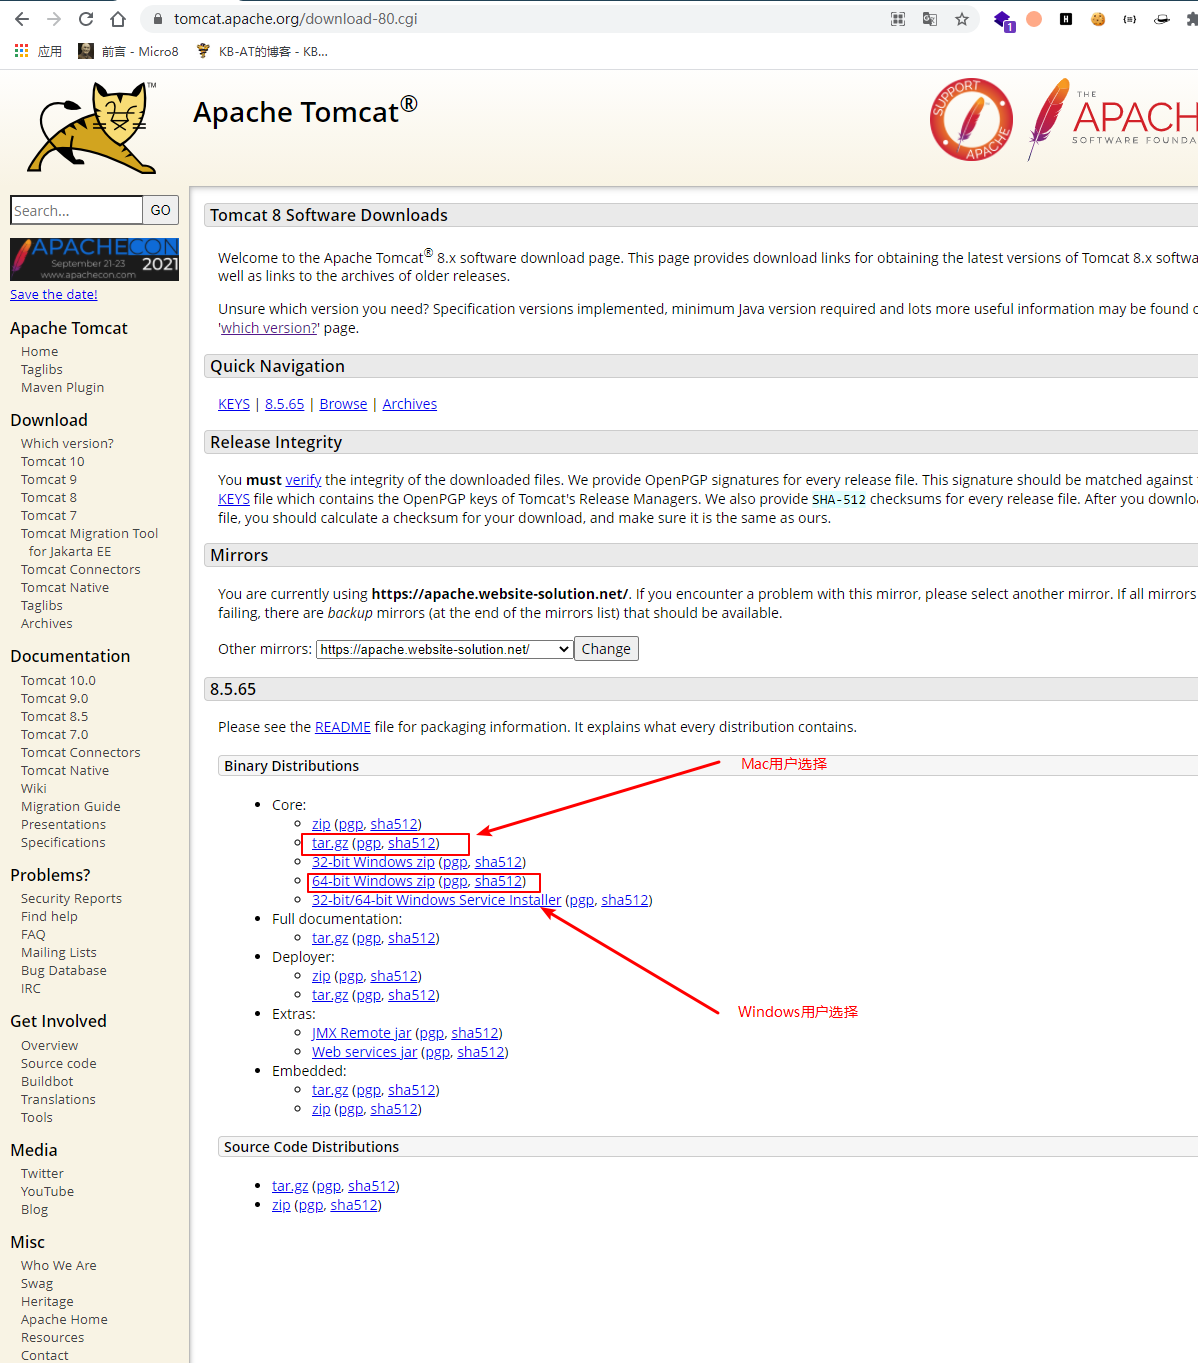 tomcat.apache.org/download-80.cgi
1
应用
前言 - Micro8
KB-AT的博客 - KB...
TM
Apache Tomcat®
SUPPORT
APACHE
THE
APACH
SOFTWARE FOUNDA
Search...
GO
APACHECON
September 21-23
2021
www.apachecon.com
Save the date!
Apache Tomcat
Home
Taglibs
Maven Plugin
Download
Which version?
Tomcat 10
Tomcat 9
Tomcat 8
Tomcat 7
Tomcat Migration Tool
for Jakarta EE
Tomcat Connectors
Tomcat Native
Taglibs
Archives
Documentation
Tomcat 10.0
Tomcat 9.0
Tomcat 8.5
Tomcat 7.0
Tomcat Connectors
Tomcat Native
Wiki
Migration Guide
Presentations
Specifications
Problems?
Security Reports
Find help
FAQ
Mailing Lists
Bug Database
IRC
Get Involved
Overview
Source code
Buildbot
Translations
Tools
Media
Twitter
YouTube
Blog
Misc
Who We Are
Swag
Heritage
Apache Home
Resources
Contact
Tomcat 8 Software Downloads
Welcome to the Apache Tomcat® 8.x software download page. This page provides download links for obtaining the latest versions of Tomcat 8.x softwa
well as links to the archives of older releases.
Unsure which version you need? Specification versions implemented, minimum Java version required and lots more useful information may be found o
'which version?' page.
Quick Navigation
KEYS | 8.5.65 | Browse | Archives
Release Integrity
You must verify the integrity of the downloaded files. We provide OpenPGP signatures for every release file. This signature should be matched against
KEYS file which contains the OpenPGP keys of Tomcat's Release Managers. We also provide SHA-512 checksums for every release file. After you downloa
file, you should calculate a checksum for your download, and make sure it is the same as ours.
Mirrors
You are currently using https://apache.website-solution.net/. If you encounter a problem with this mirror, please select another mirror. If all mirrors
failing, there are backup mirrors (at the end of the mirrors list) that should be available.
Other mirrors: https://apache.website-solution.net/ Change
8.5.65
Please see the README file for packaging information. It explains what every distribution contains.
Binary Distributions
Mac用户选择
• Core:
zip (pgp, sha512)
tar.gz (pgp, sha512)
32-bit Windows zip (pgp, sha512)
64-bit Windows zip (pgp, sha512)
32-bit/64-bit Windows Service Installer (pgp, sha512)
• Full documentation:
tar.gz (pgp, sha512)
• Deployer:
zip (pgp, sha512)
tar.gz (pgp, sha512)
• Extras:
Windows用户选择
JMX Remote jar (pgp, sha512)
Web services jar (pgp, sha512)
• Embedded:
tar.gz (pgp, sha512)
zip (pgp, sha512)
Source Code Distributions
• tar.gz (pgp, sha512)
• zip (pgp, sha512)